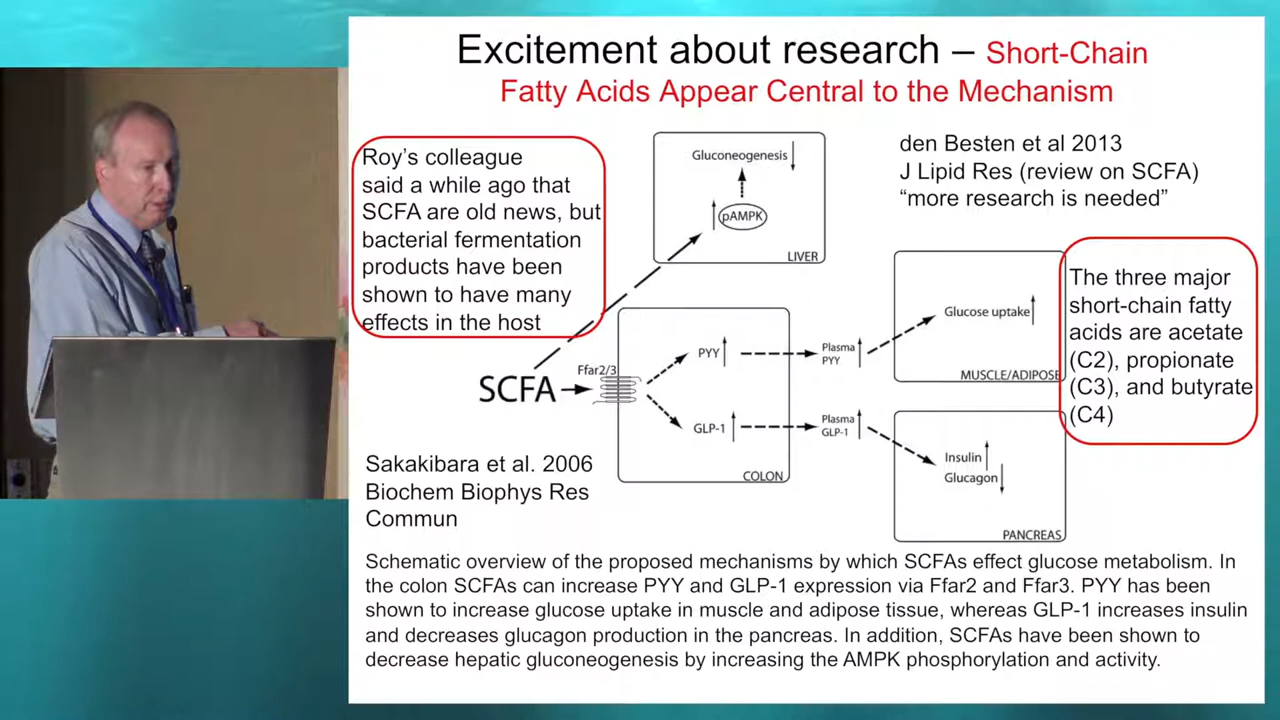 Excitement about research – Short-Chain
Fatty Acids Appear Central to the Mechanism
Roy's colleague
said a while ago that
SCFA are old news, but
bacterial fermentation
products have been
shown to have many
effects in the host
Gluconeogenesis
pAMPK
LIVER
den Besten et al 2013
J Lipid Res (review on SCFA)
“more research is needed”
The three major
short-chain fatty
acids are acetate
(C2), propionate
(C3), and butyrate
(C4)
SCFA
Ffar2/3
PYY
GLP-1
COLON
Plasma
PYY
Plasma
GLP-1
Glucose uptake
MUSCLE/ADIPOSE
Insulin
Glucagon
PANCREAS
Sakakibara et al. 2006
Biochem Biophys Res
Commun
Schematic overview of the proposed mechanisms by which SCFAs effect glucose metabolism. In
the colon SCFAs can increase PYY and GLP-1 expression via Ffar2 and Ffar3. PYY has been
shown to increase glucose uptake in muscle and adipose tissue, whereas GLP-1 increases insulin
and decreases glucagon production in the pancreas. In addition, SCFAs have been shown to
decrease hepatic gluconeogenesis by increasing the AMPK phosphorylation and activity.